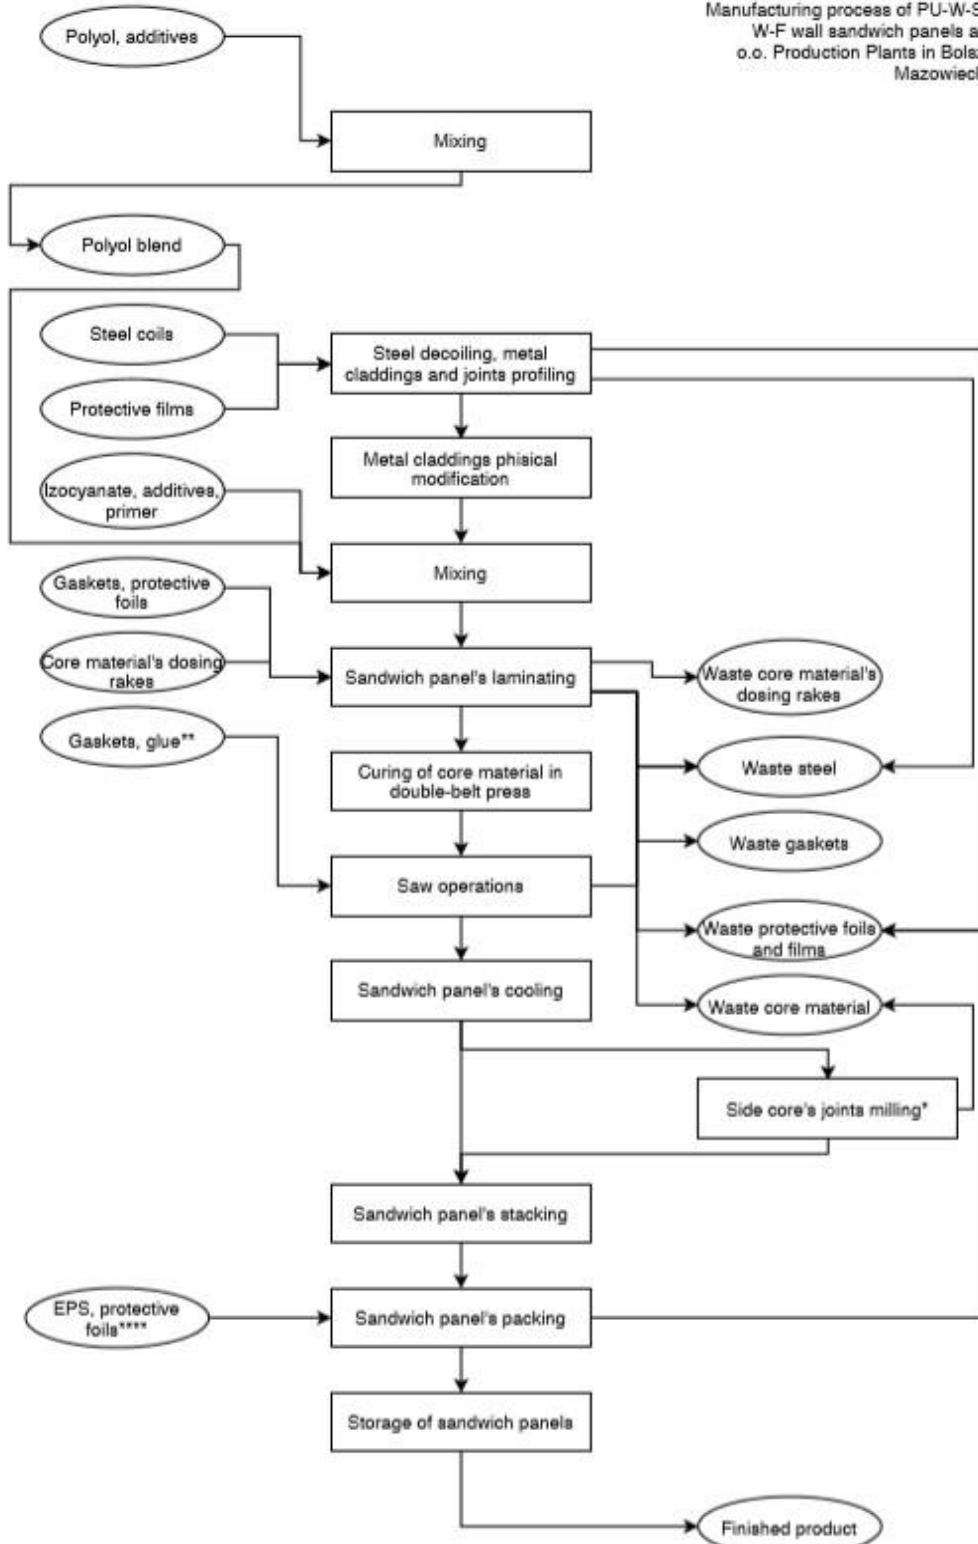 Manufacturing process of PU-W-S
W-F wall sandwich panels a
o.o. Production Plants in Bols
Mazowiec
Polyol, additives
Mixing
Polyol blend
Steel coils
Steel decoiling, metal
claddings and joints profiling
Protective films
Metal claddings phisical
modification
Izocyanate, additives,
primer
Mixing
Gaskets, protective
foils
Core material's dosing
rakes
Sandwich panel's laminating
Waste core material's
dosing rakes
Gaskets, glue**
Curing of core material in
double-belt press
Waste steel
Waste gaskets
Saw operations
Waste protective foils
and films
Sandwich panel's cooling
Waste core material
Side core's joints milling*
Sandwich panel's stacking
EPS, protective
foils****
Sandwich panel's packing
Storage of sandwich panels
Finished product